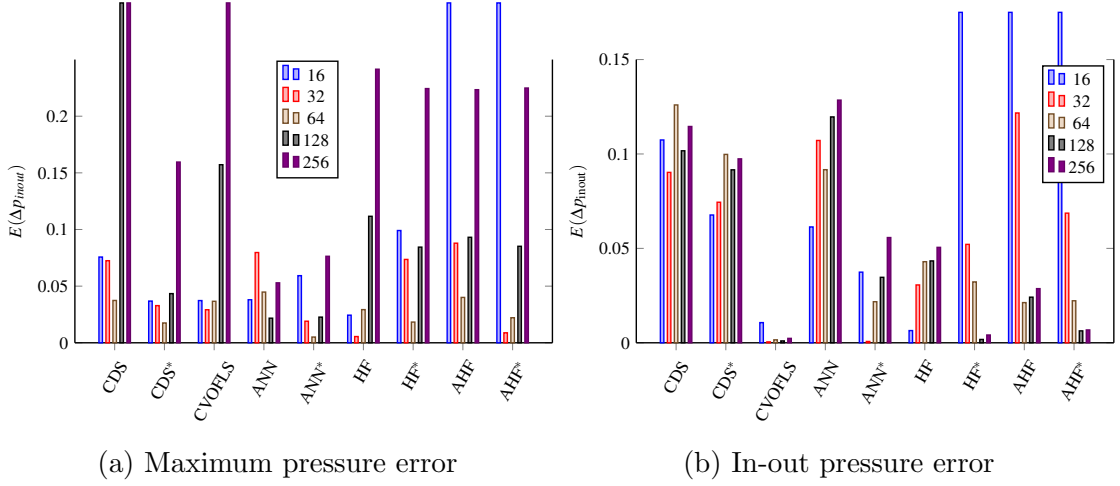 E(Δp_inout)
0.2
0.15
0.1
0.05
0
16
32
64
128
256
CDS
CDS*
CVOFLS
ANN
ANN*
HF
HF*
AHF
AHF*
(a) Maximum pressure error
E(Δp_inout)
0.15
0.1
0.05
0
16
32
64
128
256
CDS
CDS*
CVOFLS
ANN
ANN*
HF
HF*
AHF
AHF*
(b) In-out pressure error